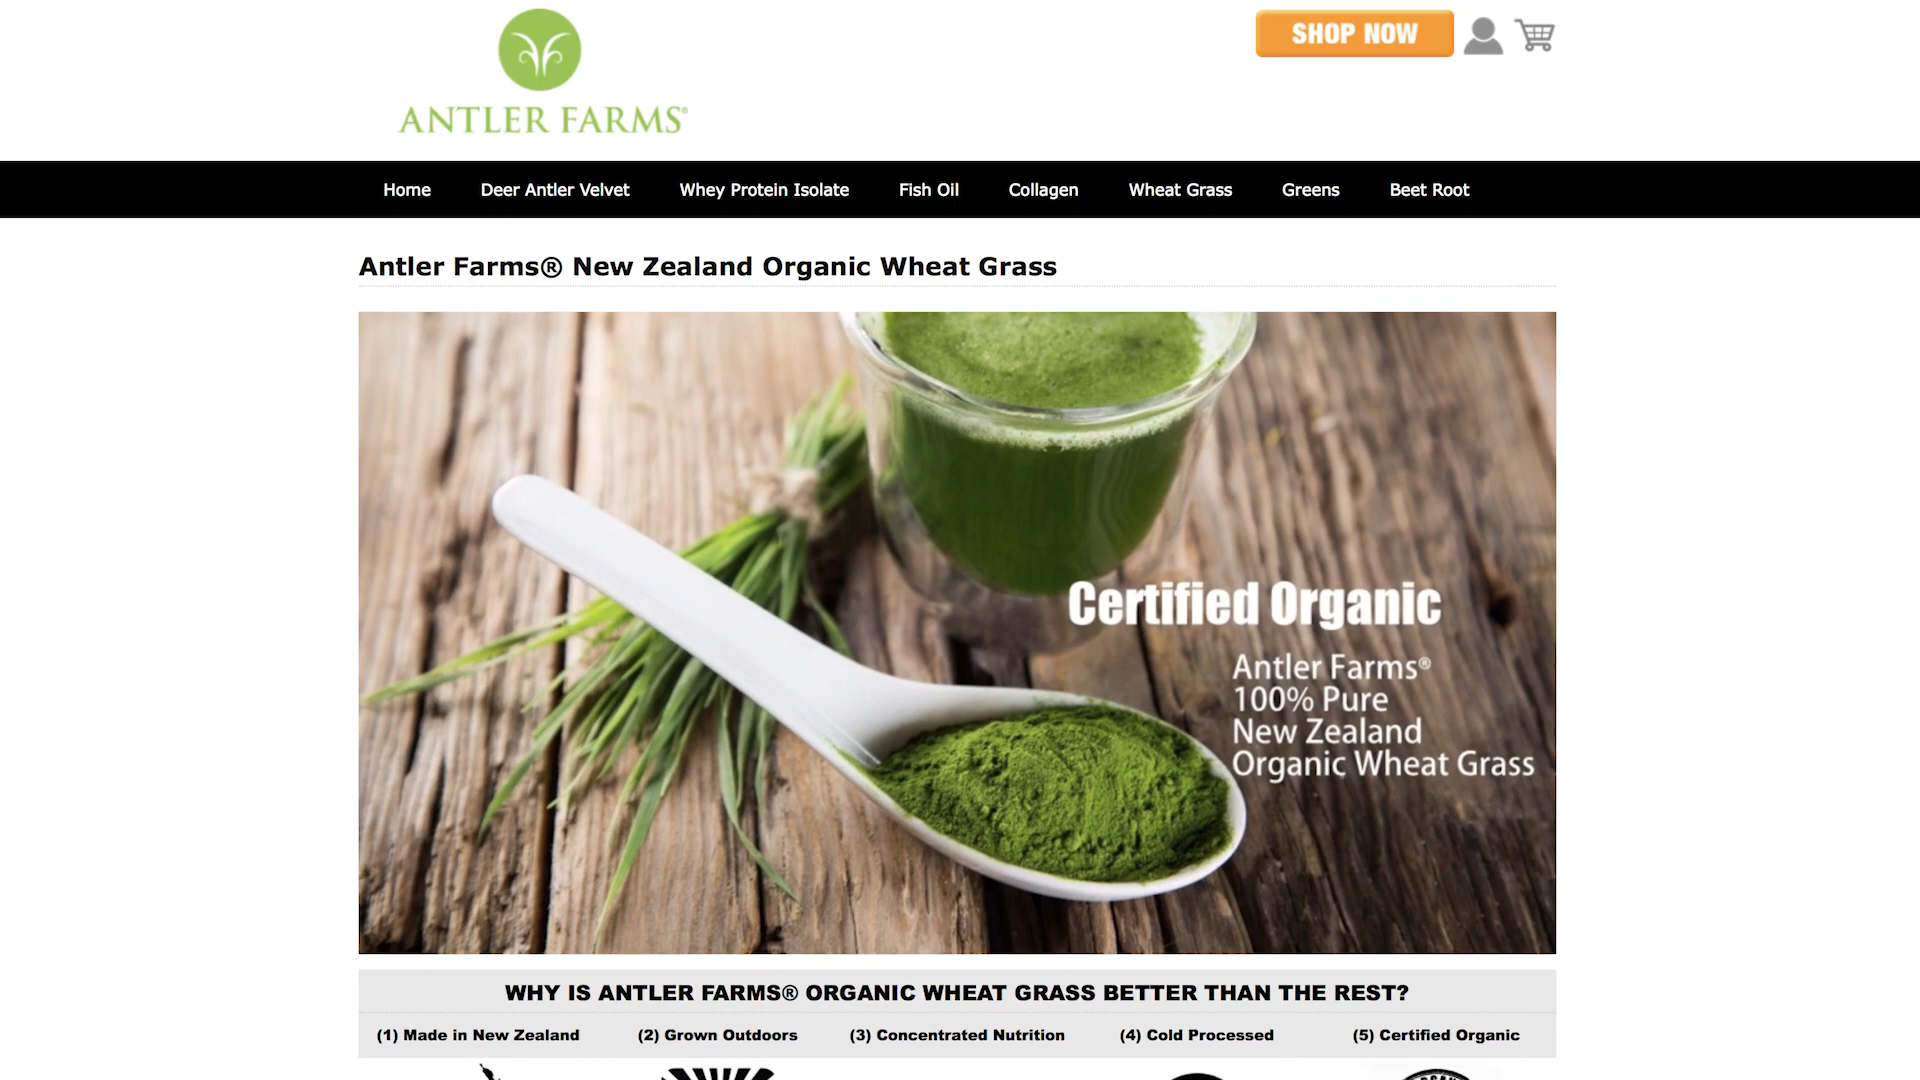 ANTLER FARMS®
SHOP NOW
Home Deer Antler Velvet Whey Protein Isolate Fish Oil Collagen Wheat Grass Greens Beet Root
Antler Farms® New Zealand Organic Wheat Grass
Certified Organic
Antler Farms®
100% Pure
New Zealand
Organic Wheat Grass
WHY IS ANTLER FARMS® ORGANIC WHEAT GRASS BETTER THAN THE REST?
(1) Made in New Zealand (2) Grown Outdoors (3) Concentrated Nutrition (4) Cold Processed (5) Certified Organic